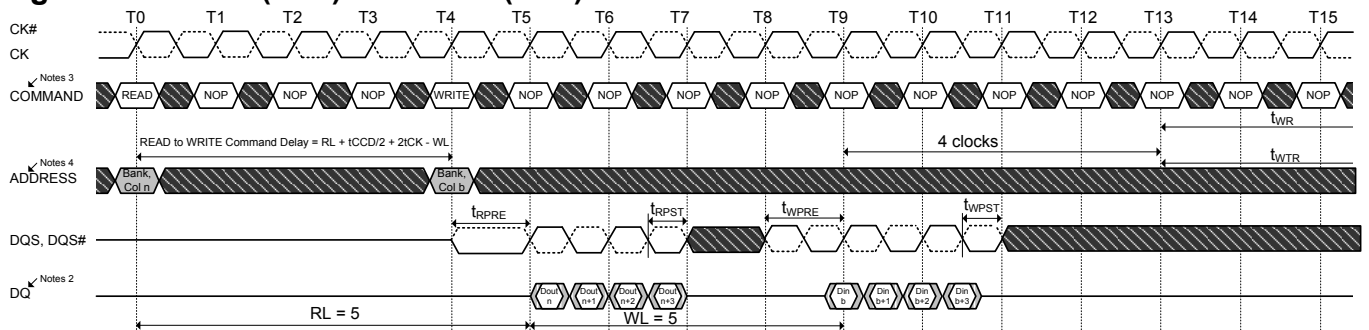 T0 T1 T2 T3 T4 T5 T6 T7 T8 T9 T10 T11 T12 T13 T14 T15
CK#
CK
Notes 3
COMMAND READ NOP NOP NOP WRITE NOP NOP NOP NOP NOP NOP NOP NOP NOP NOP NOP
tWR
READ to WRITE Command Delay = RL + tCCD/2 + 2tCK - WL
4 clocks
tWTR
Notes 4
ADDRESS
Bank,
Col n
Bank,
Col b
tRPRE tRPST tWPRE tWPST
DQS, DQS#
Notes 2
DQ
Dout
n
Dout
n+1
Dout
n+2
Dout
n+3
Din
b
Din
b+1
Din
b+2
Din
b+3
RL = 5 WL = 5